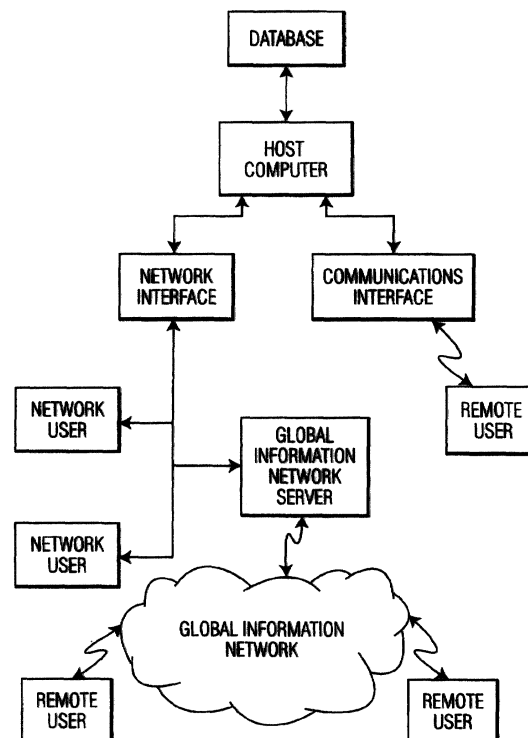 DATABASE
HOST
COMPUTER
NETWORK
INTERFACE
COMMUNICATIONS
INTERFACE
NETWORK
USER
GLOBAL
INFORMATION
NETWORK
SERVER
REMOTE
USER
NETWORK
USER
GLOBAL INFORMATION
NETWORK
REMOTE
USER
REMOTE
USER